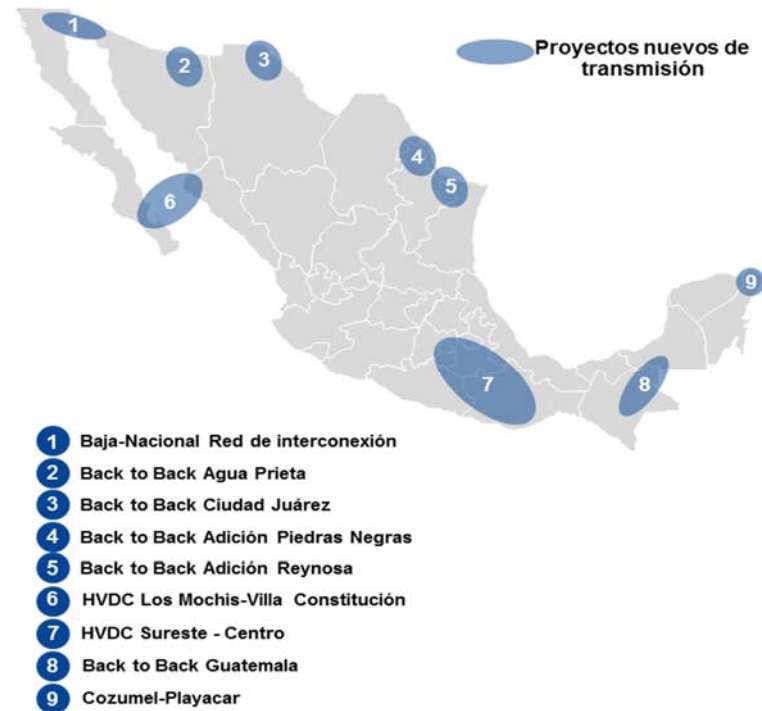 Proyectos nuevos de
transmisión
1
2
3
4
5
6
7
8
9
1 Baja-Nacional Red de interconexión
2 Back to Back Agua Prieta
3 Back to Back Ciudad Juárez
4 Back to Back Adición Piedras Negras
5 Back to Back Adición Reynosa
6 HVDC Los Mochis-Villa Constitución
7 HVDC Sureste - Centro
8 Back to Back Guatemala
9 Cozumel-Playacar